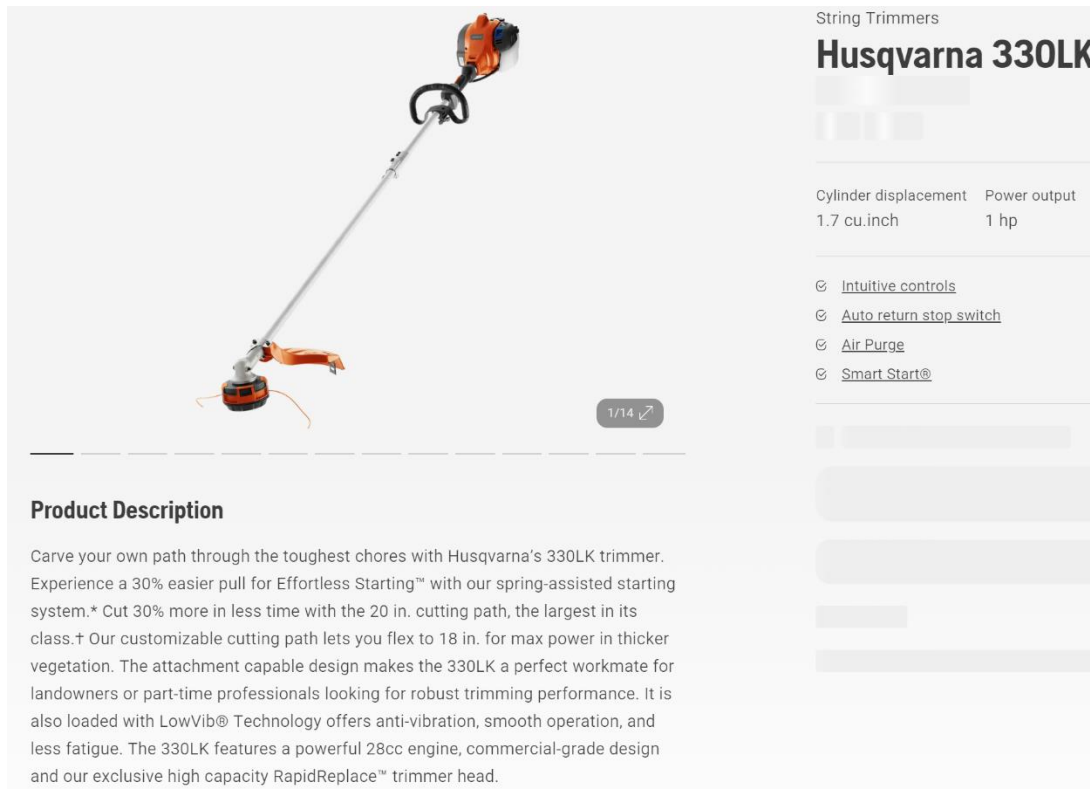 String Trimmers
Husqvarna 330LK
Cylinder displacement Power output
1.7 cu.inch 1 hp
Intuitive controls
Auto return stop switch
Air Purge
Smart Start®
1/14
Product Description
Carve your own path through the toughest chores with Husqvarna’s 330LK trimmer.
Experience a 30% easier pull for Effortless Starting™ with our spring-assisted starting
system.* Cut 30% more in less time with the 20 in. cutting path, the largest in its
class.† Our customizable cutting path lets you flex to 18 in. for max power in thicker
vegetation. The attachment capable design makes the 330LK a perfect workmate for
landowners or part-time professionals looking for robust trimming performance. It is
also loaded with LowVib® Technology offers anti-vibration, smooth operation, and
less fatigue. The 330LK features a powerful 28cc engine, commercial-grade design
and our exclusive high capacity RapidReplace™ trimmer head.